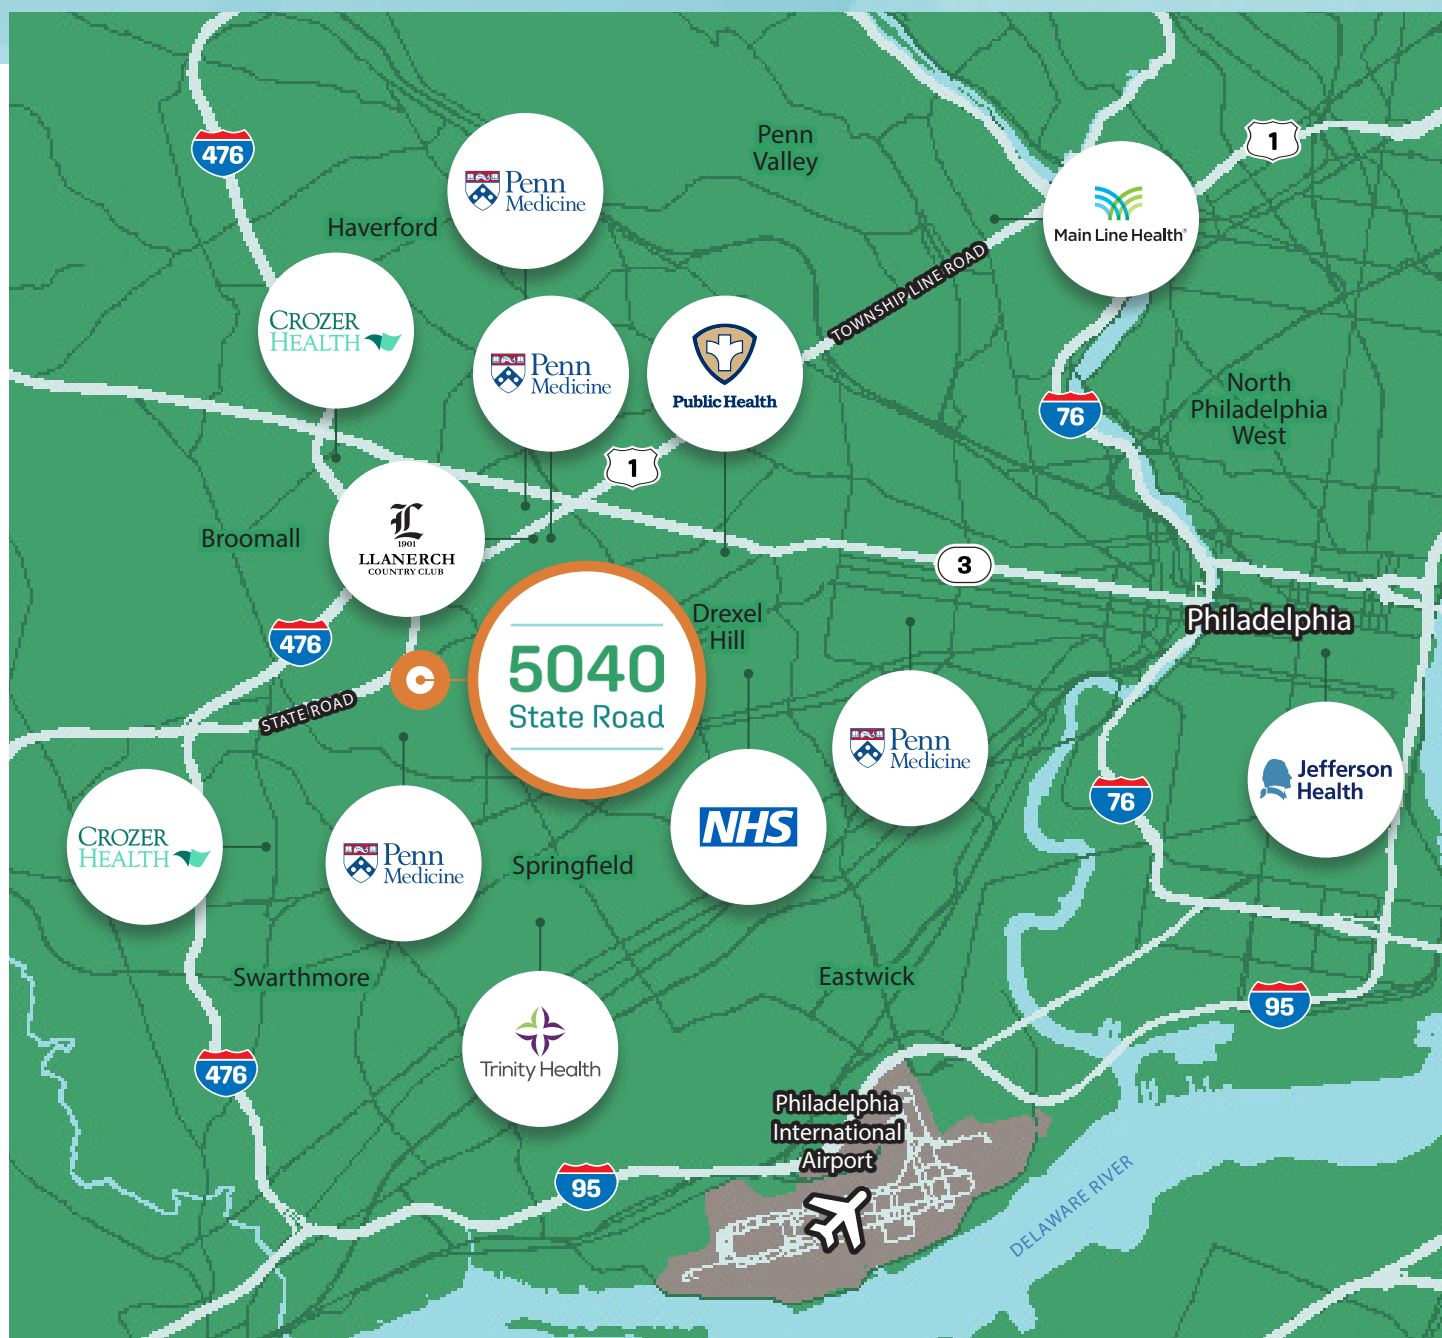 Penn
Valley
1
476
Penn
Medicine
Haverford
Main Line Health®
TOWNSHIP LINE ROAD
CROZER
HEALTH
Penn
Medicine
Public Health
North
Philadelphia
West
76
1
LLANERCH
COUNTRY CLUB
L
1901
Broomall
3
Drexel
Hill
Philadelphia
476
5040
State Road
STATE ROAD
Penn
Medicine
Jefferson
Health
76
NHS
CROZER
HEALTH
Penn
Medicine
Springfield
Swarthmore
Eastwick
95
Trinity Health
476
Philadelphia
International
Airport
95
DELAWARE RIVER